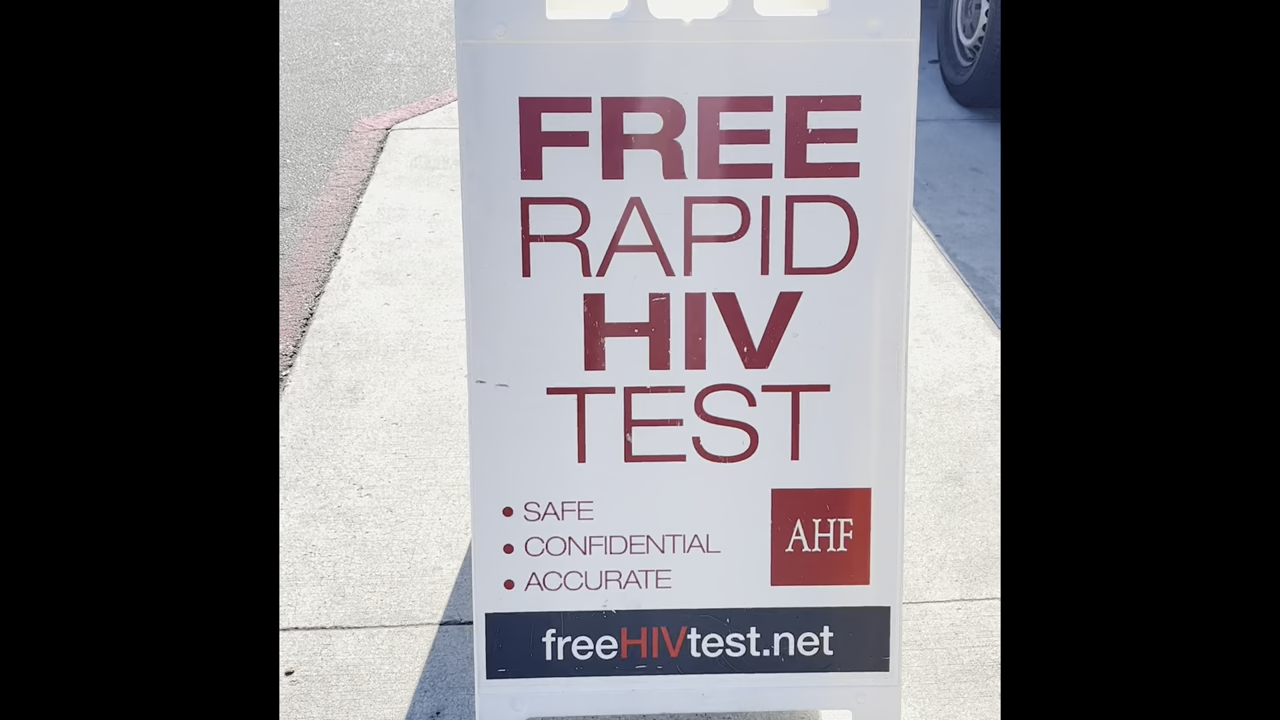 FREE
RAPID
HIV
TEST
• SAFE
• CONFIDENTIAL
• ACCURATE
AHF
freeHIVtest.net